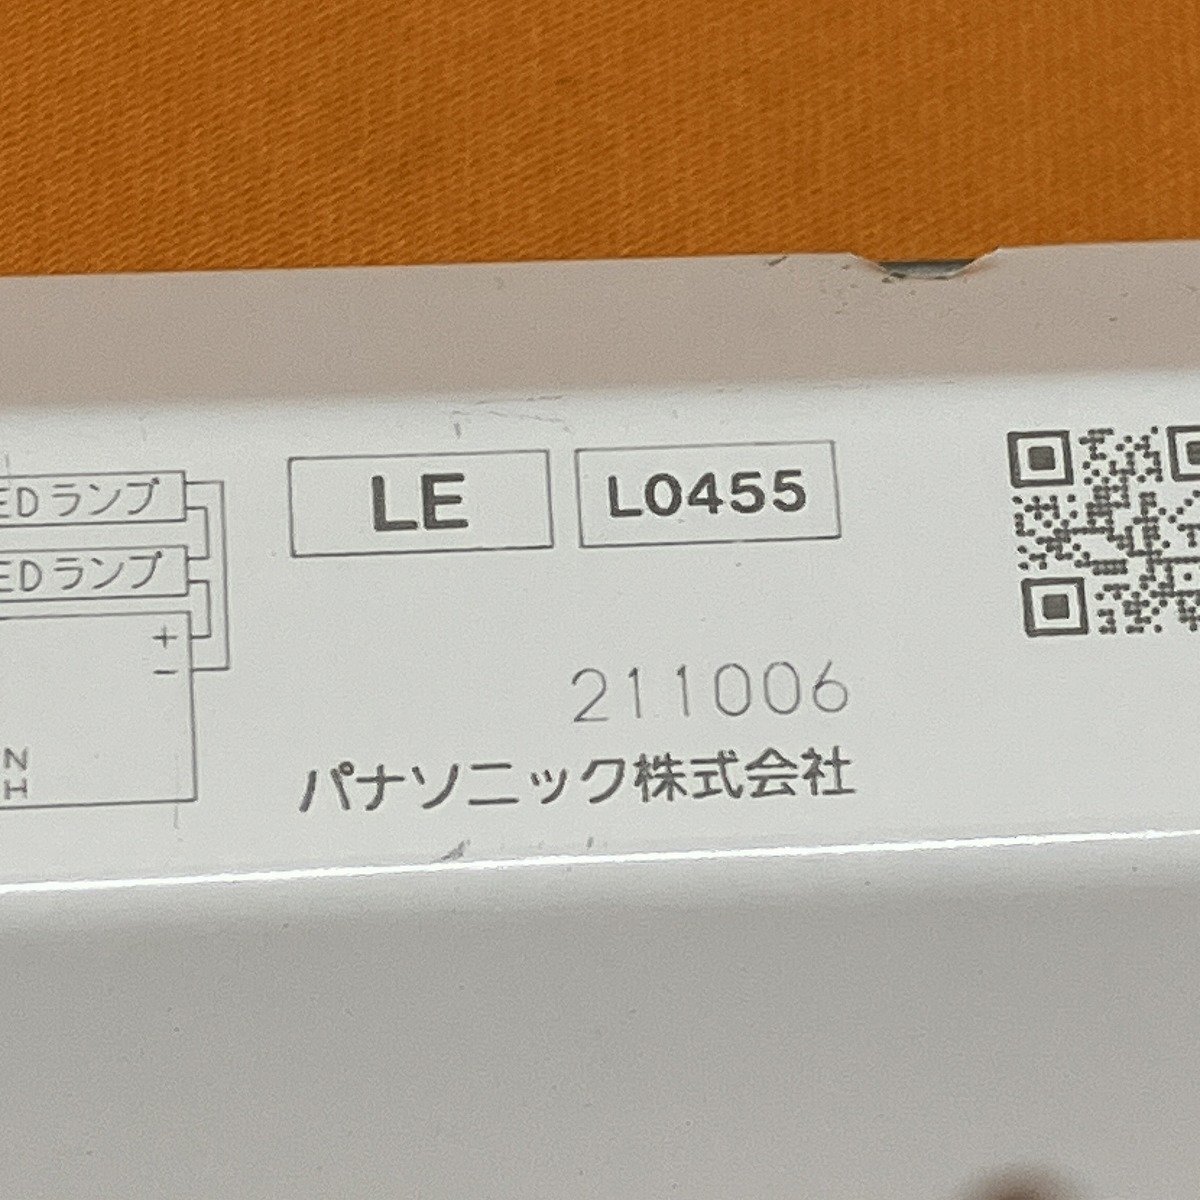 EDランプ
EDランプ
+
−
N
H
LE
L0455
211006
パナソニック株式会社